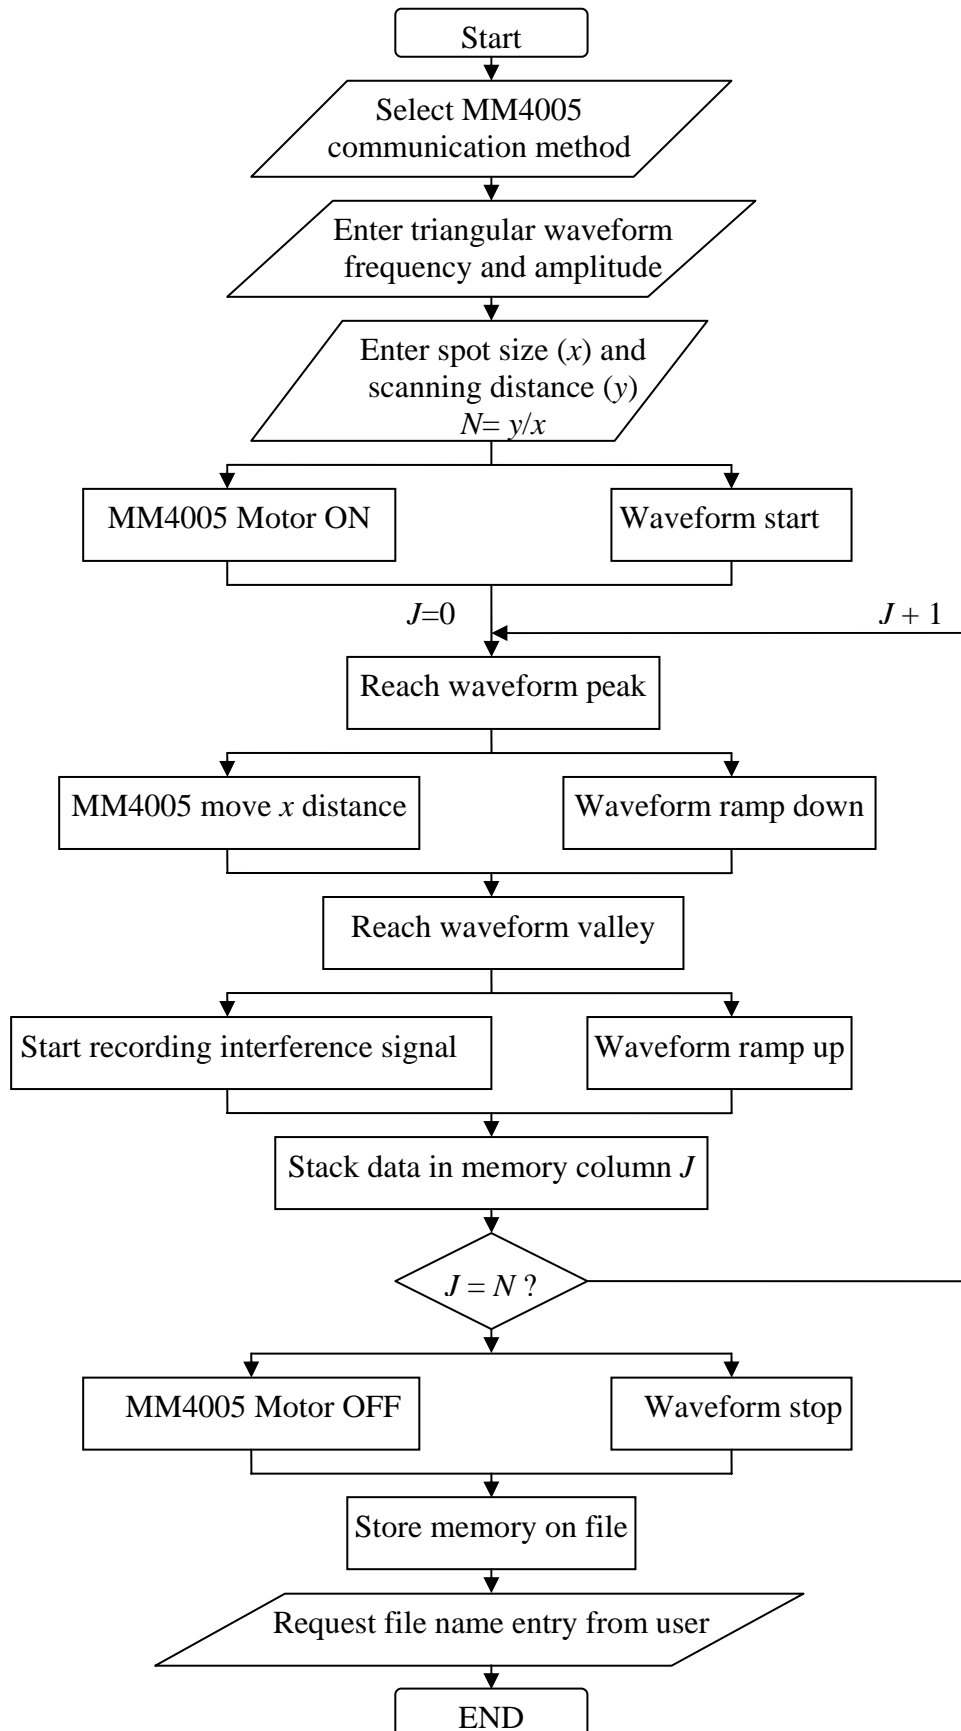 Start
Select MM4005
communication method
Enter triangular waveform
frequency and amplitude
Enter spot size (x) and
scanning distance (y)
N= y/x
MM4005 Motor ON
Waveform start
J=0
J + 1
Reach waveform peak
MM4005 move x distance
Waveform ramp down
Reach waveform valley
Start recording interference signal
Waveform ramp up
Stack data in memory column J
J = N ?
MM4005 Motor OFF
Waveform stop
Store memory on file
Request file name entry from user
END